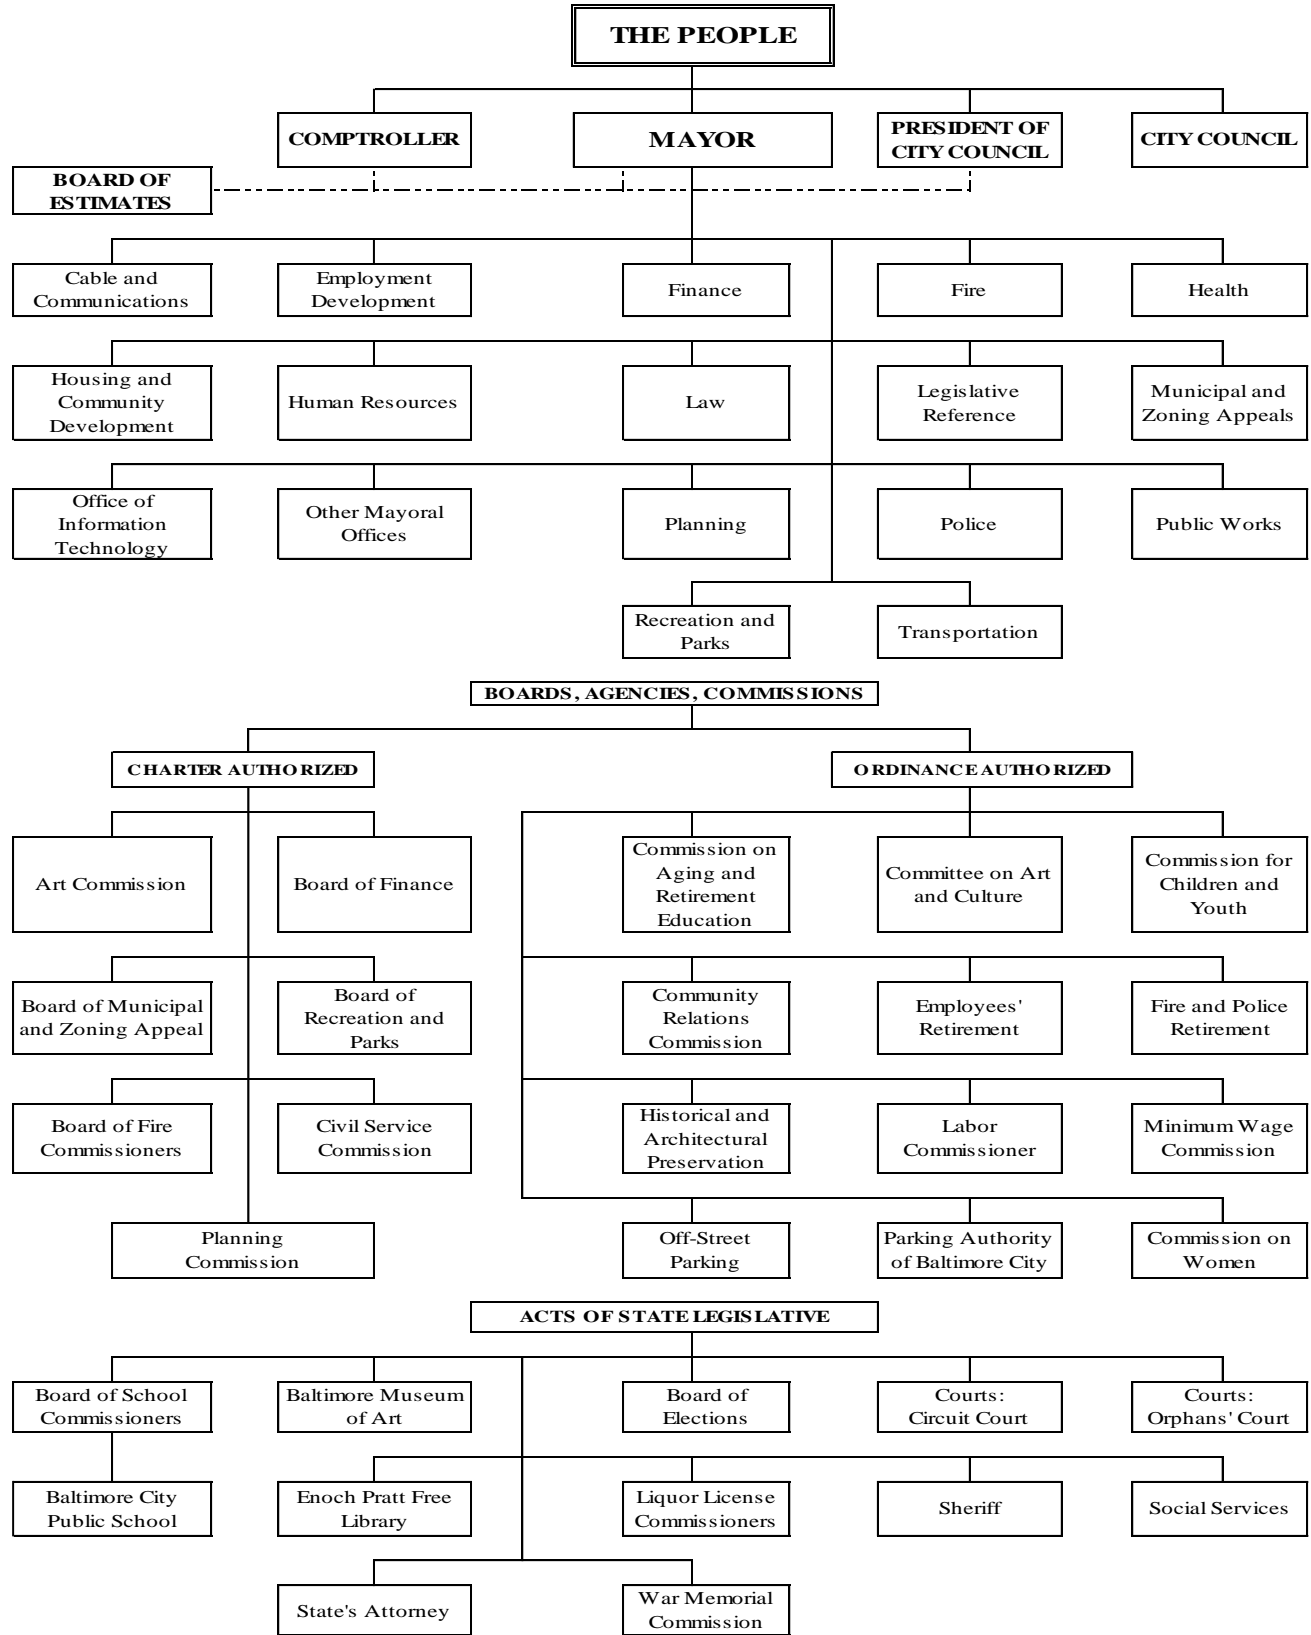 THE PEOPLE
COMPTROLLER
MAYOR
PRESIDENT OF
CITY COUNCIL
CITY COUNCIL
BOARD OF
ESTIMATES
Cable and
Communications
Employment
Development
Finance
Fire
Health
Housing and
Community
Development
Human Resources
Law
Legislative
Reference
Municipal and
Zoning Appeals
Office of
Information
Technology
Other Mayoral
Offices
Planning
Police
Public Works
Recreation and
Parks
Transportation
BOARDS, AGENCIES, COMMISSIONS
CHARTER AUTHORIZED
ORDINANCE AUTHORIZED
Art Commission
Board of Finance
Commission on
Aging and
Retirement
Education
Committee on Art
and Culture
Commission for
Children and
Youth
Board of Municipal
and Zoning Appeal
Board of
Recreation and
Parks
Community
Relations
Commission
Employees'
Retirement
Fire and Police
Retirement
Board of Fire
Commissioners
Civil Service
Commission
Historical and
Architectural
Preservation
Labor
Commissioner
Minimum Wage
Commission
Planning
Commission
Off-Street
Parking
Parking Authority
of Baltimore City
Commission on
Women
ACTS OF STATE LEGISLATIVE
Board of School
Commissioners
Baltimore Museum
of Art
Board of
Elections
Courts:
Circuit Court
Courts:
Orphans' Court
Baltimore City
Public School
Enoch Pratt Free
Library
Liquor License
Commissioners
Sheriff
Social Services
State's Attorney
War Memorial
Commission